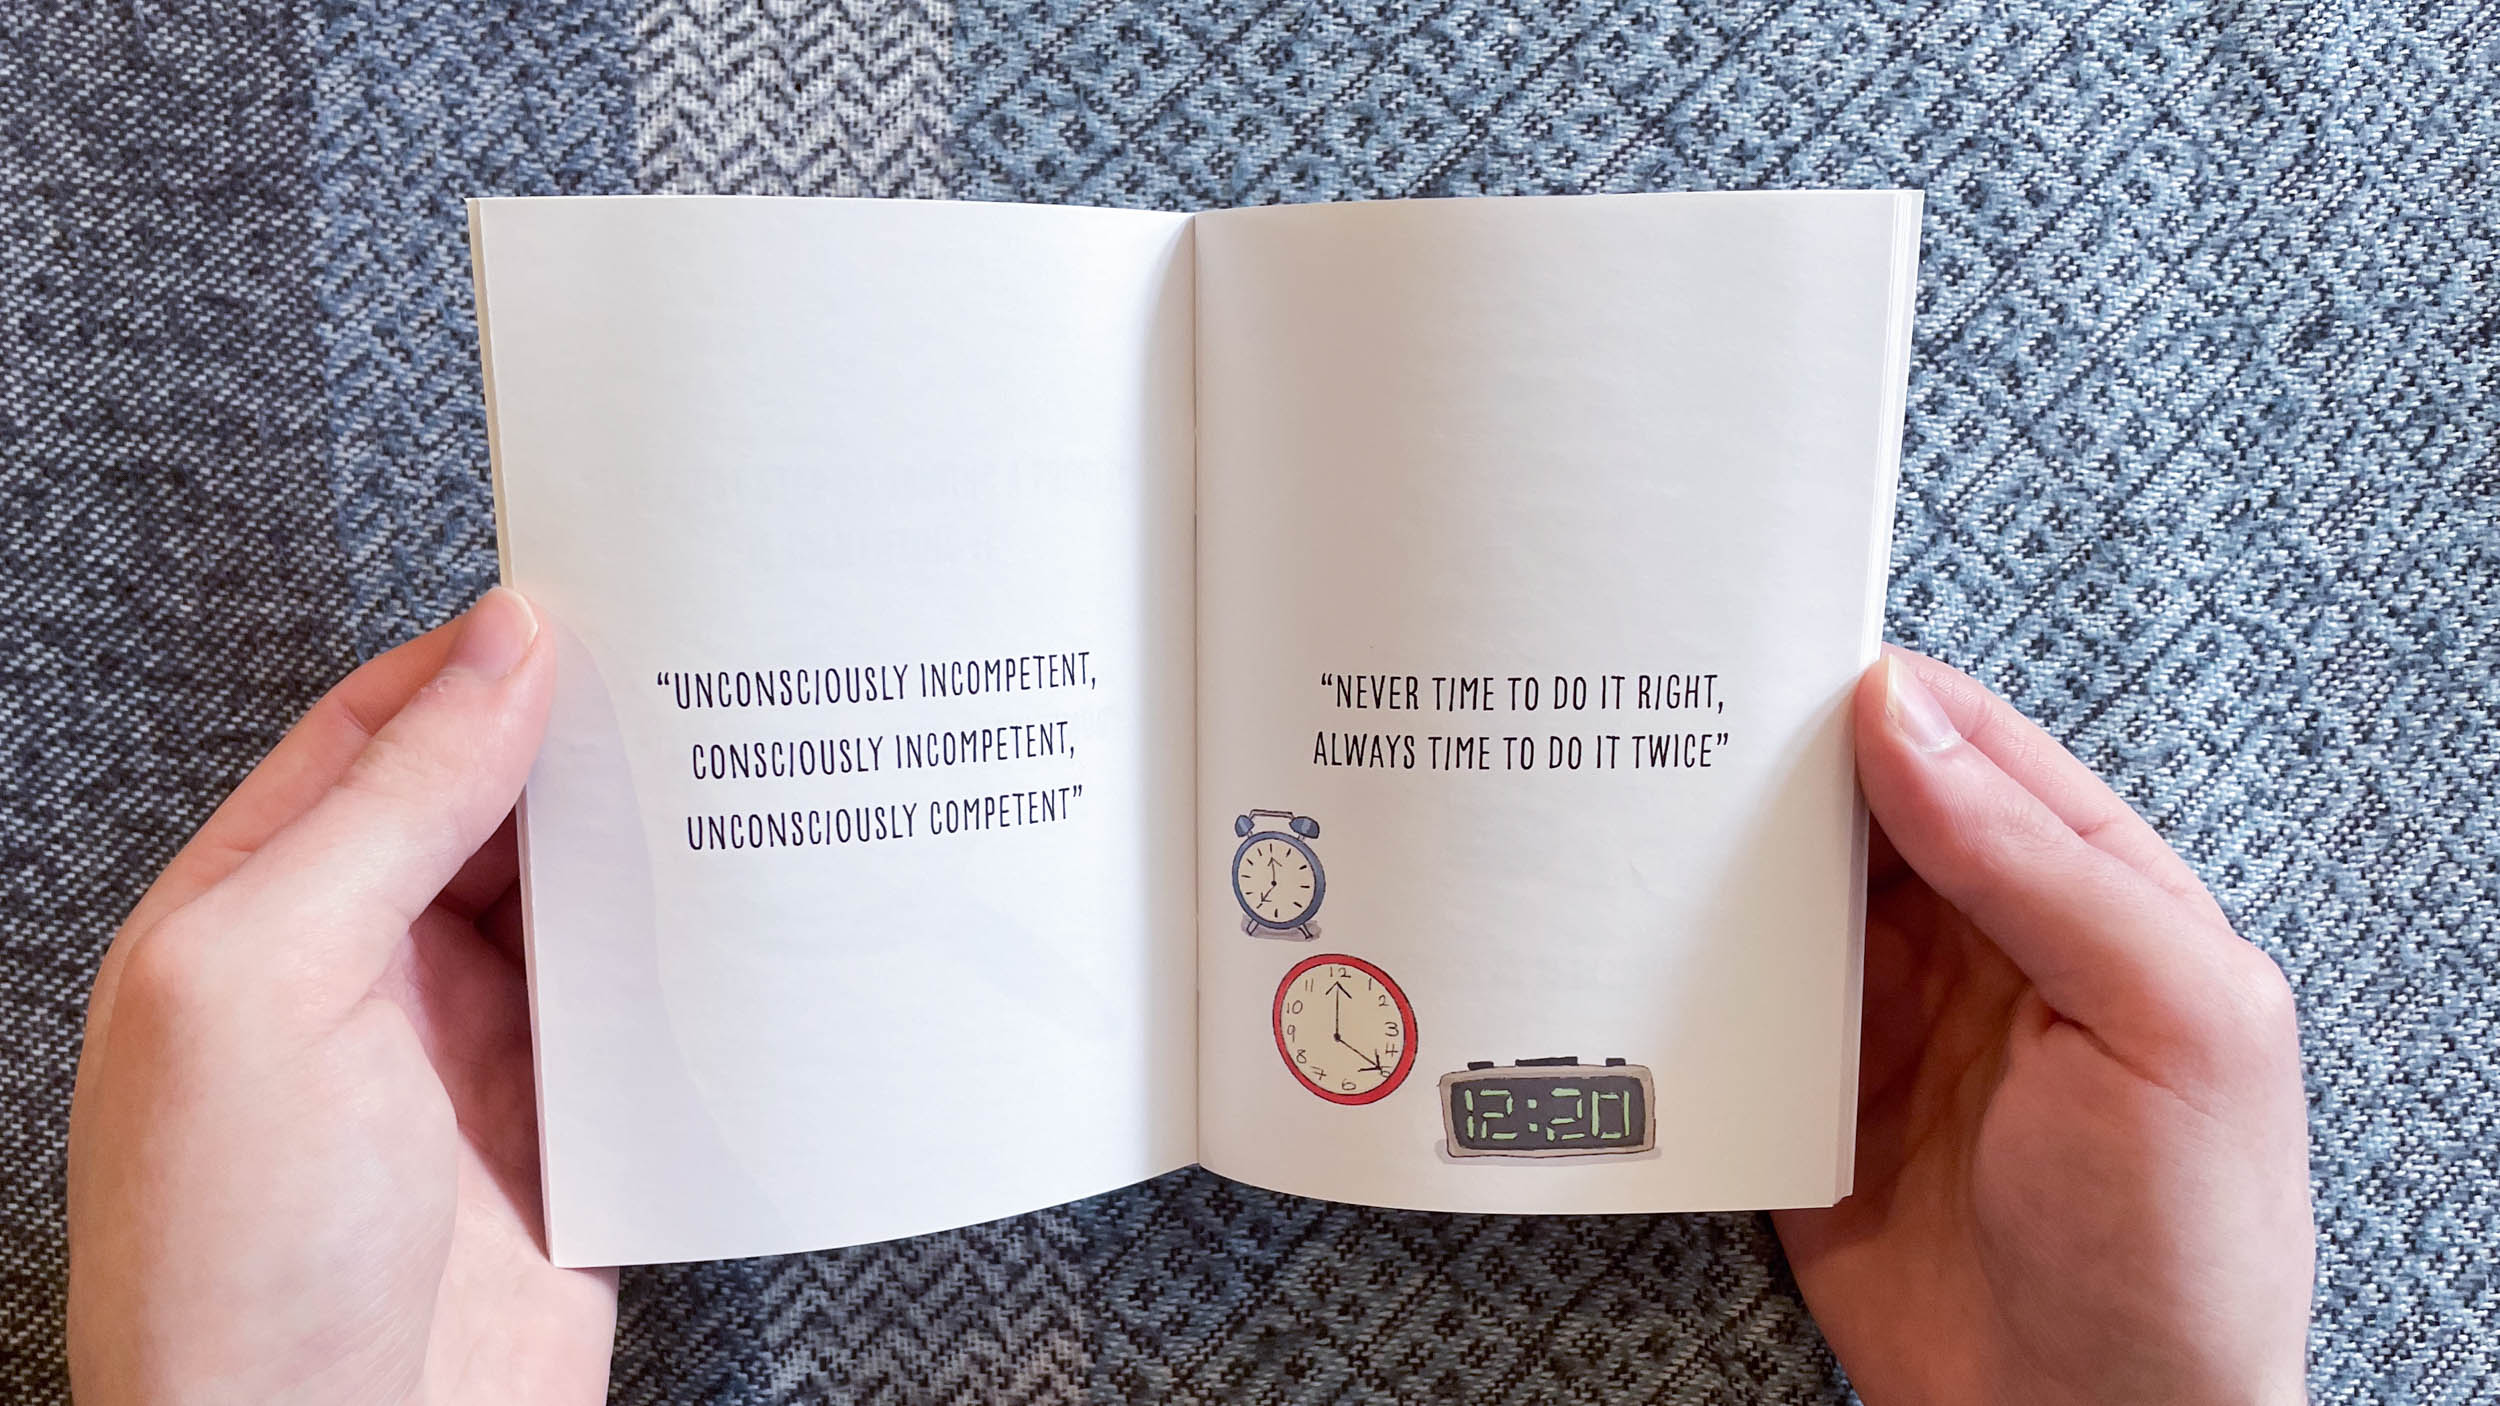 “UNCONSCIOUSLY INCOMPETENT,
CONSCIOUSLY INCOMPETENT,
UNCONSCIOUSLY COMPETENT”
“NEVER TIME TO DO IT RIGHT,
ALWAYS TIME TO DO IT TWICE”
12
11 1
10 2
9 3
8 4
7 6 5
12:20